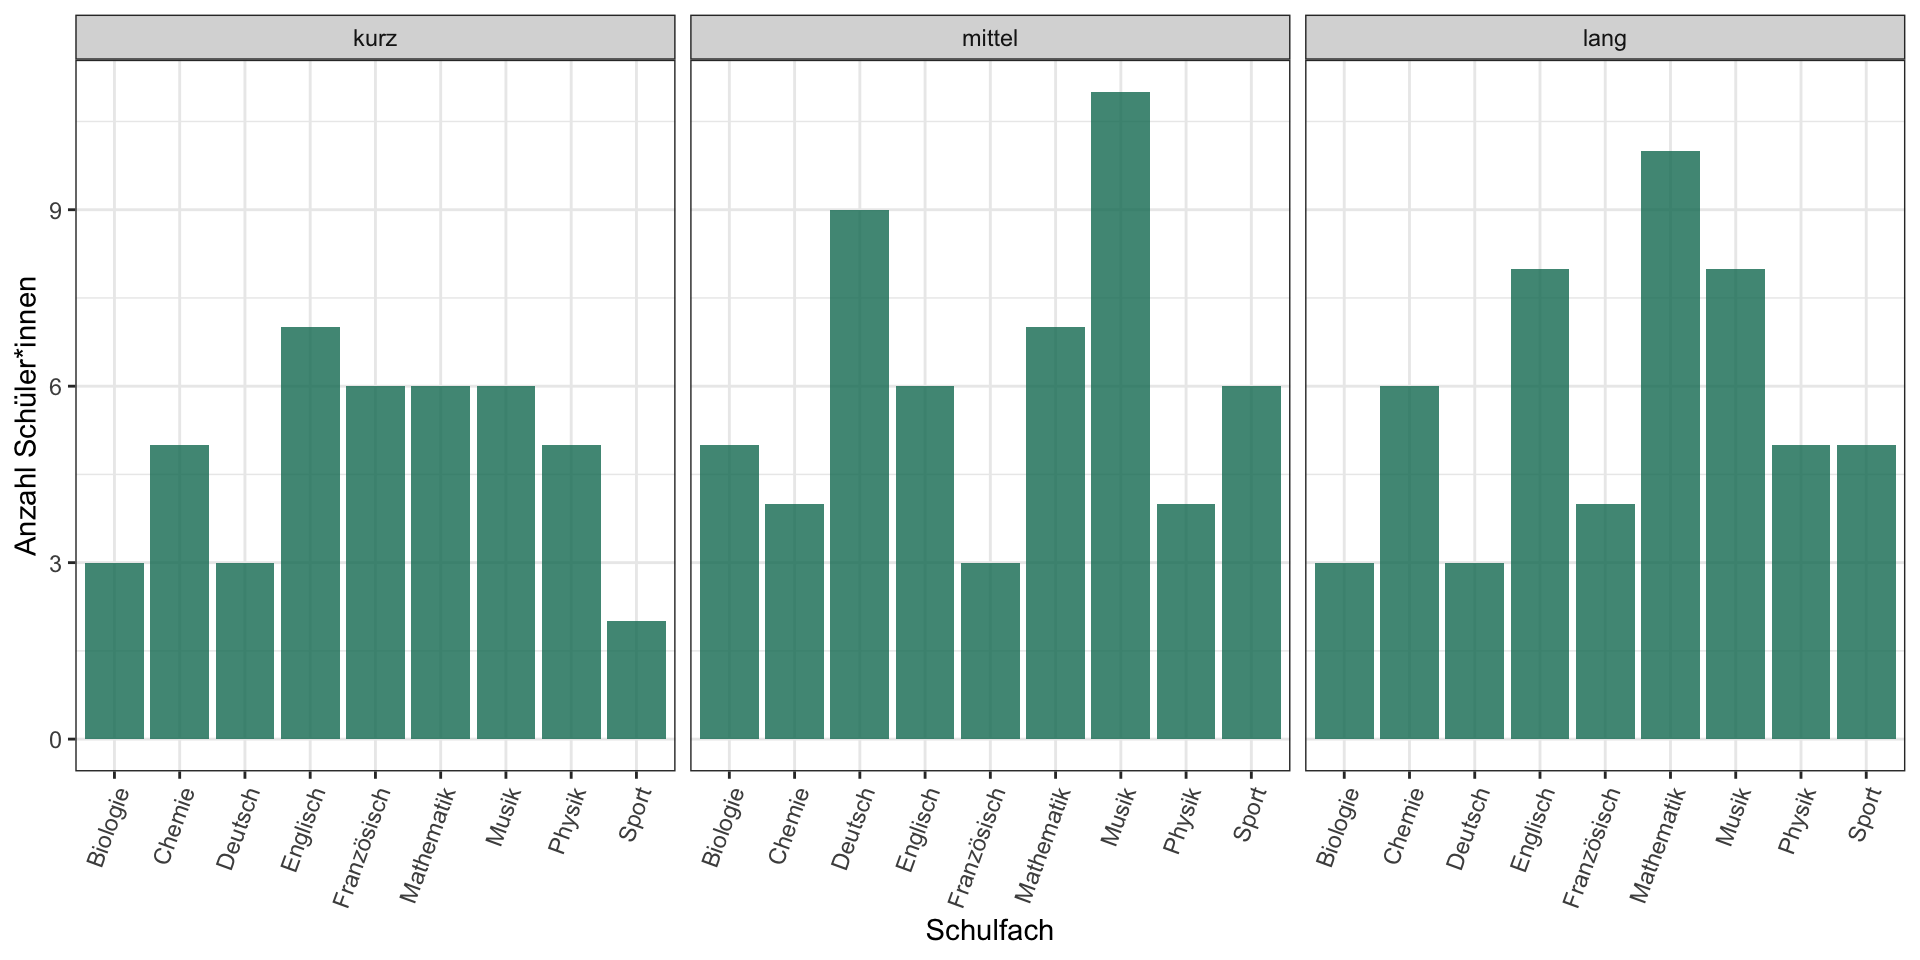 kurz
mittel
lang
Anzahl Schüler*innen
9
6
3
0
Biologie
Chemie
Deutsch
Englisch
Französisch
Mathematik
Musik
Physik
Sport
Biologie
Chemie
Deutsch
Englisch
Französisch
Mathematik
Musik
Physik
Sport
Biologie
Chemie
Deutsch
Englisch
Französisch
Mathematik
Musik
Physik
Sport
Schulfach